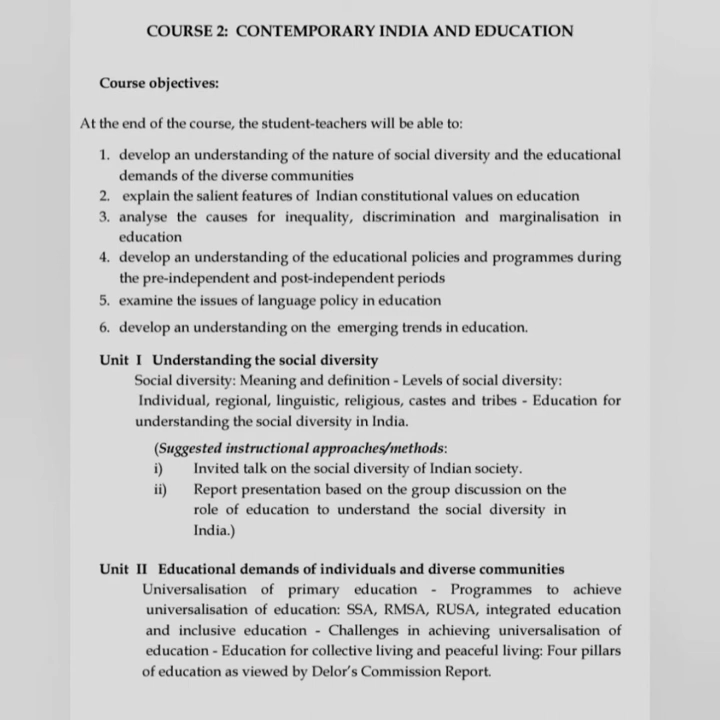 COURSE 2: CONTEMPORARY INDIA AND EDUCATION
Course objectives:
At the end of the course, the student-teachers will be able to:
1. develop an understanding of the nature of social diversity and the educational
demands of the diverse communities
2. explain the salient features of Indian constitutional values on education
3. analyse the causes for inequality, discrimination and marginalisation in
education
4. develop an understanding of the educational policies and programmes during
the pre-independent and post-independent periods
5. examine the issues of language policy in education
6. develop an understanding on the emerging trends in education.
Unit I Understanding the social diversity
Social diversity: Meaning and definition - Levels of social diversity:
Individual, regional, linguistic, religious, castes and tribes - Education for
understanding the social diversity in India.
(Suggested instructional approaches/methods:
i) Invited talk on the social diversity of Indian society.
ii) Report presentation based on the group discussion on the
role of education to understand the social diversity in
India.)
Unit II Educational demands of individuals and diverse communities
Universalisation of primary education - Programmes to achieve
universalisation of education: SSA, RMSA, RUSA, integrated education
and inclusive education - Challenges in achieving universalisation of
education - Education for collective living and peaceful living: Four pillars
of education as viewed by Delor's Commission Report.